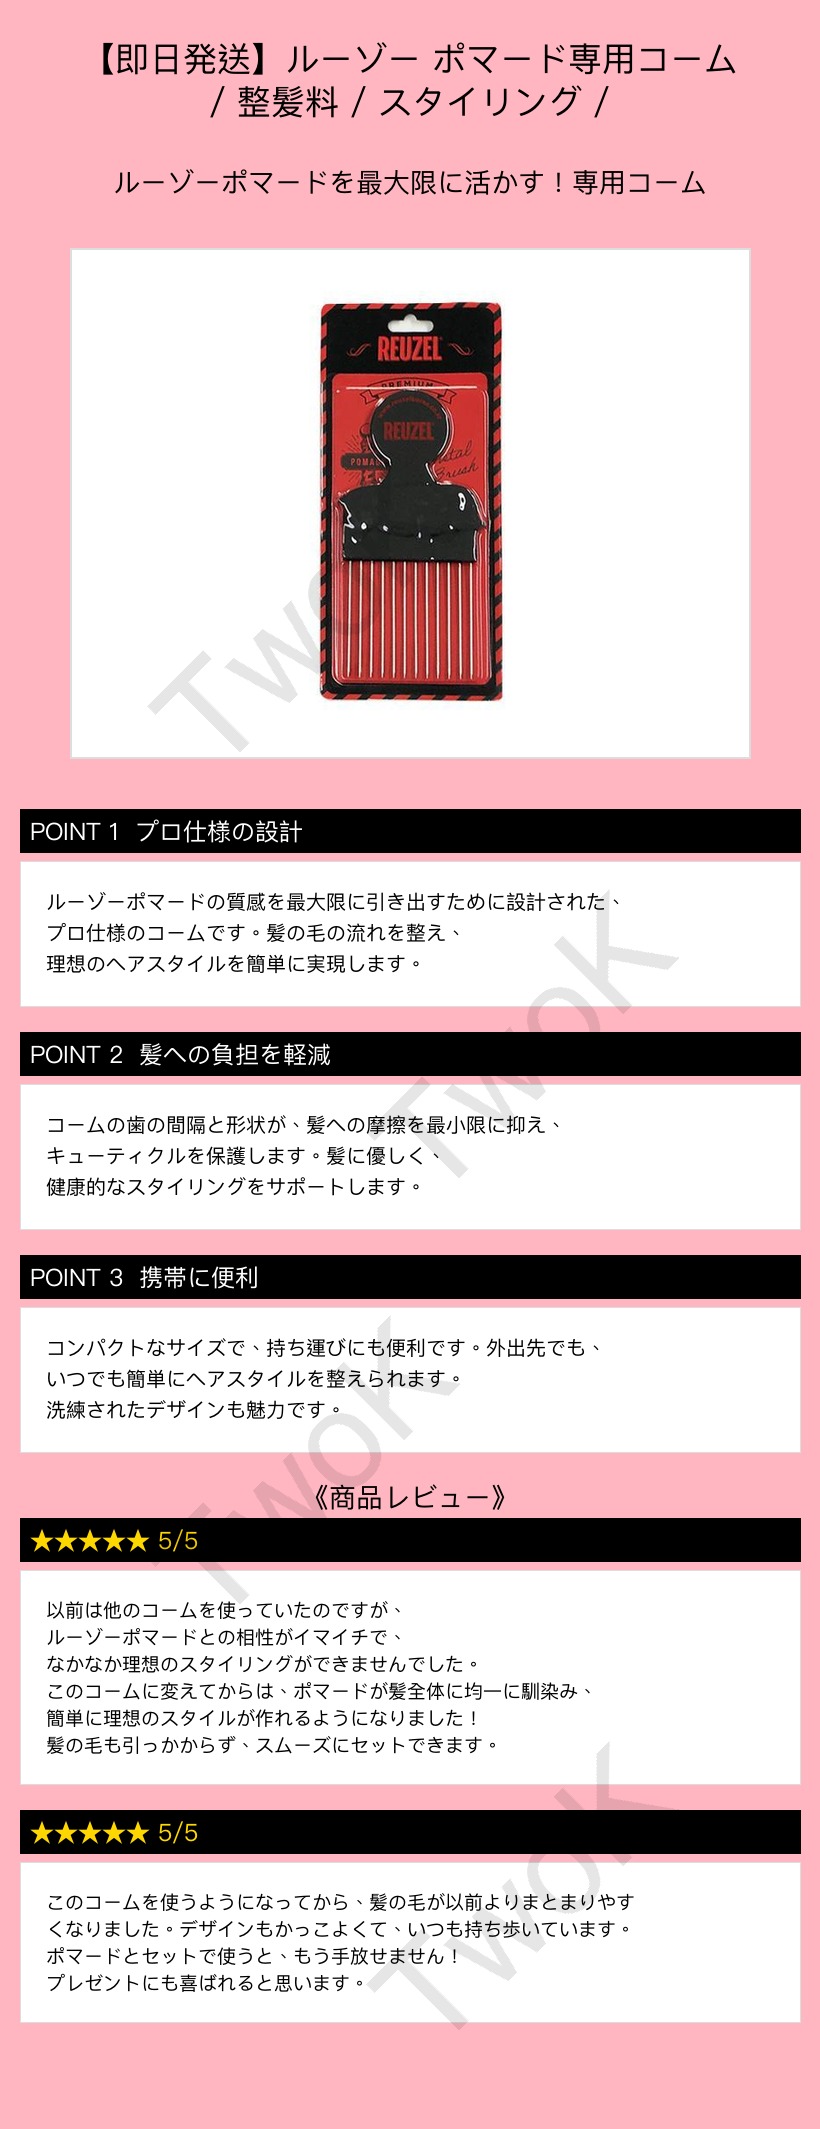 【即日発送】ルーゾー ポマード専用コーム
/ 整髪料 / スタイリング /
ルーゾーポマードを最大限に活かす！専用コーム
REUZEL
PREMIUM
REUZEL
TwoK
POINT 1 プロ仕様の設計
ルーゾーポマードの質感を最大限に引き出すために設計された、
プロ仕様のコームです。髪の毛の流れを整え、
理想のヘアスタイルを簡単に実現します。
TwoK
POINT 2 髪への負担を軽減
コームの歯の間隔と形状が、髪への摩擦を最小限に抑え、
キューティクルを保護します。髪に優しく、
健康的なスタイリングをサポートします。
POINT 3 携帯に便利
コンパクトなサイズで、持ち運びにも便利です。外出先でも、
いつでも簡単にヘアスタイルを整えられます。
洗練されたデザインも魅力です。
TwoK
《商品レビュー》
★★★★★ 5/5
以前は他のコームを使っていたのですが、
ルーゾーポマードとの相性がイマイチで、
なかなか理想のスタイリングができませんでした。
このコームに変えてからは、ポマードが髪全体に均一に馴染み、
簡単に理想のスタイルが作れるようになりました！
髪の毛も引っかからず、スムーズにセットできます。
★★★★★ 5/5
TwoK
このコームを使うようになってから、髪の毛が以前よりまとまりやす
くなりました。デザインもかっこよくて、いつも持ち歩いています。
ポマードとセットで使うと、もう手放せません！
プレゼントにも喜ばれると思います。